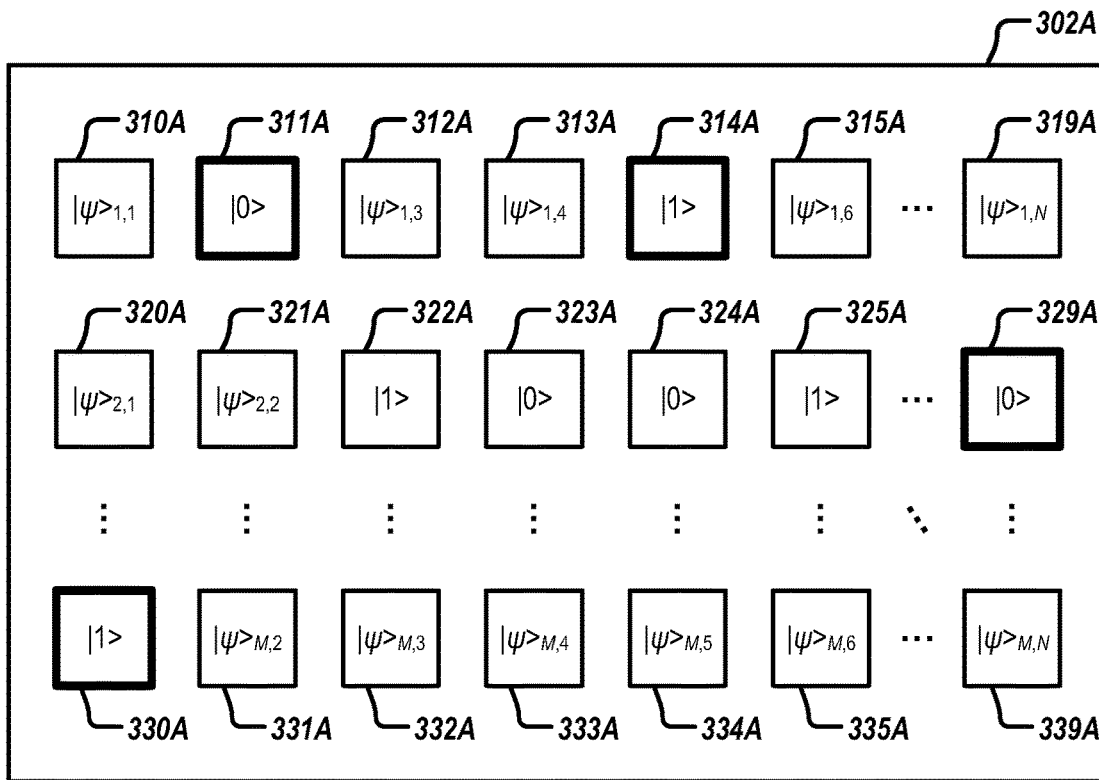 302A
310A 311A 312A 313A 314A 315A 319A
|ψ>1,1 |0> |ψ>1,3 |ψ>1,4 |1> |ψ>1,6 ... |ψ>1,N
320A 321A 322A 323A 324A 325A 329A
|ψ>2,1 |ψ>2,2 |1> |0> |0> |1> ... |0>
|1> |ψ>M,2 |ψ>M,3 |ψ>M,4 |ψ>M,5 |ψ>M,6 ... |ψ>M,N
330A 331A 332A 333A 334A 335A 339A